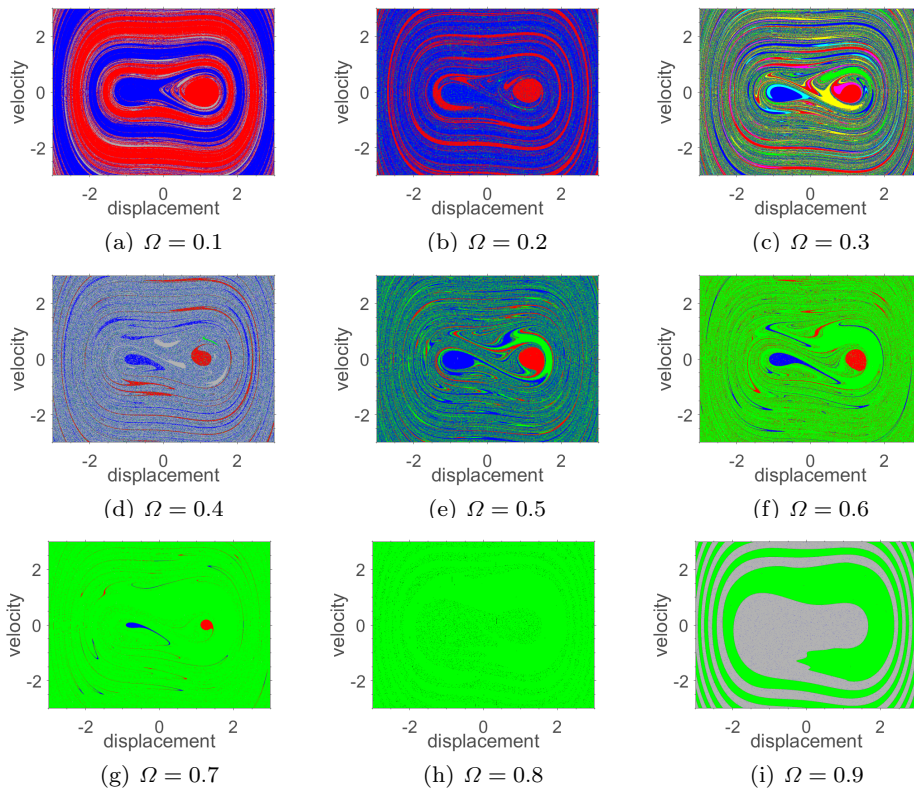 2
0
-2
velocity
-2 0 2
displacement
(a) Ω = 0.1
2
0
-2
velocity
-2 0 2
displacement
(b) Ω = 0.2
2
0
-2
velocity
-2 0 2
displacement
(c) Ω = 0.3
2
0
-2
velocity
-2 0 2
displacement
(d) Ω = 0.4
2
0
-2
velocity
-2 0 2
displacement
(e) Ω = 0.5
2
0
-2
velocity
-2 0 2
displacement
(f) Ω = 0.6
2
0
-2
velocity
-2 0 2
displacement
(g) Ω = 0.7
2
0
-2
velocity
-2 0 2
displacement
(h) Ω = 0.8
2
0
-2
velocity
-2 0 2
displacement
(i) Ω = 0.9